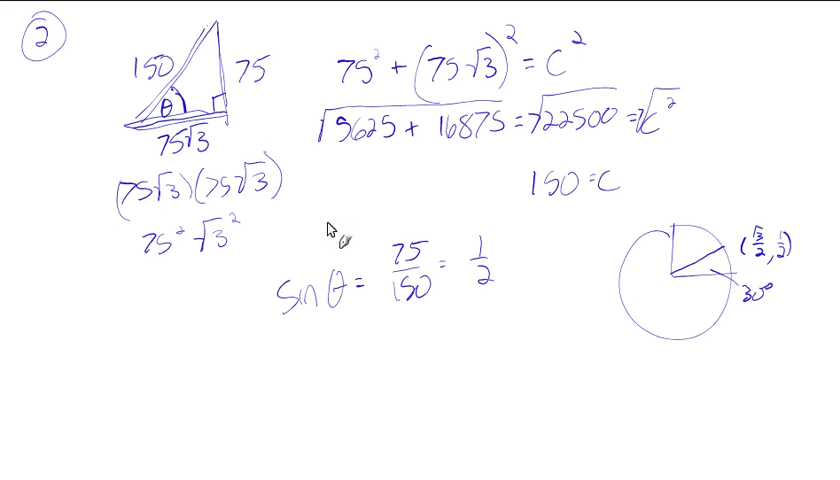 2
150
75
θ
75√3
75² + (75√3)² = C²
√5625 + 16875 = √22500 = √C²
150 = C
(75√3)(75√3)
75² √3²
sin θ = 75/150 = 1/2
(√3/2, 1/2)
30°